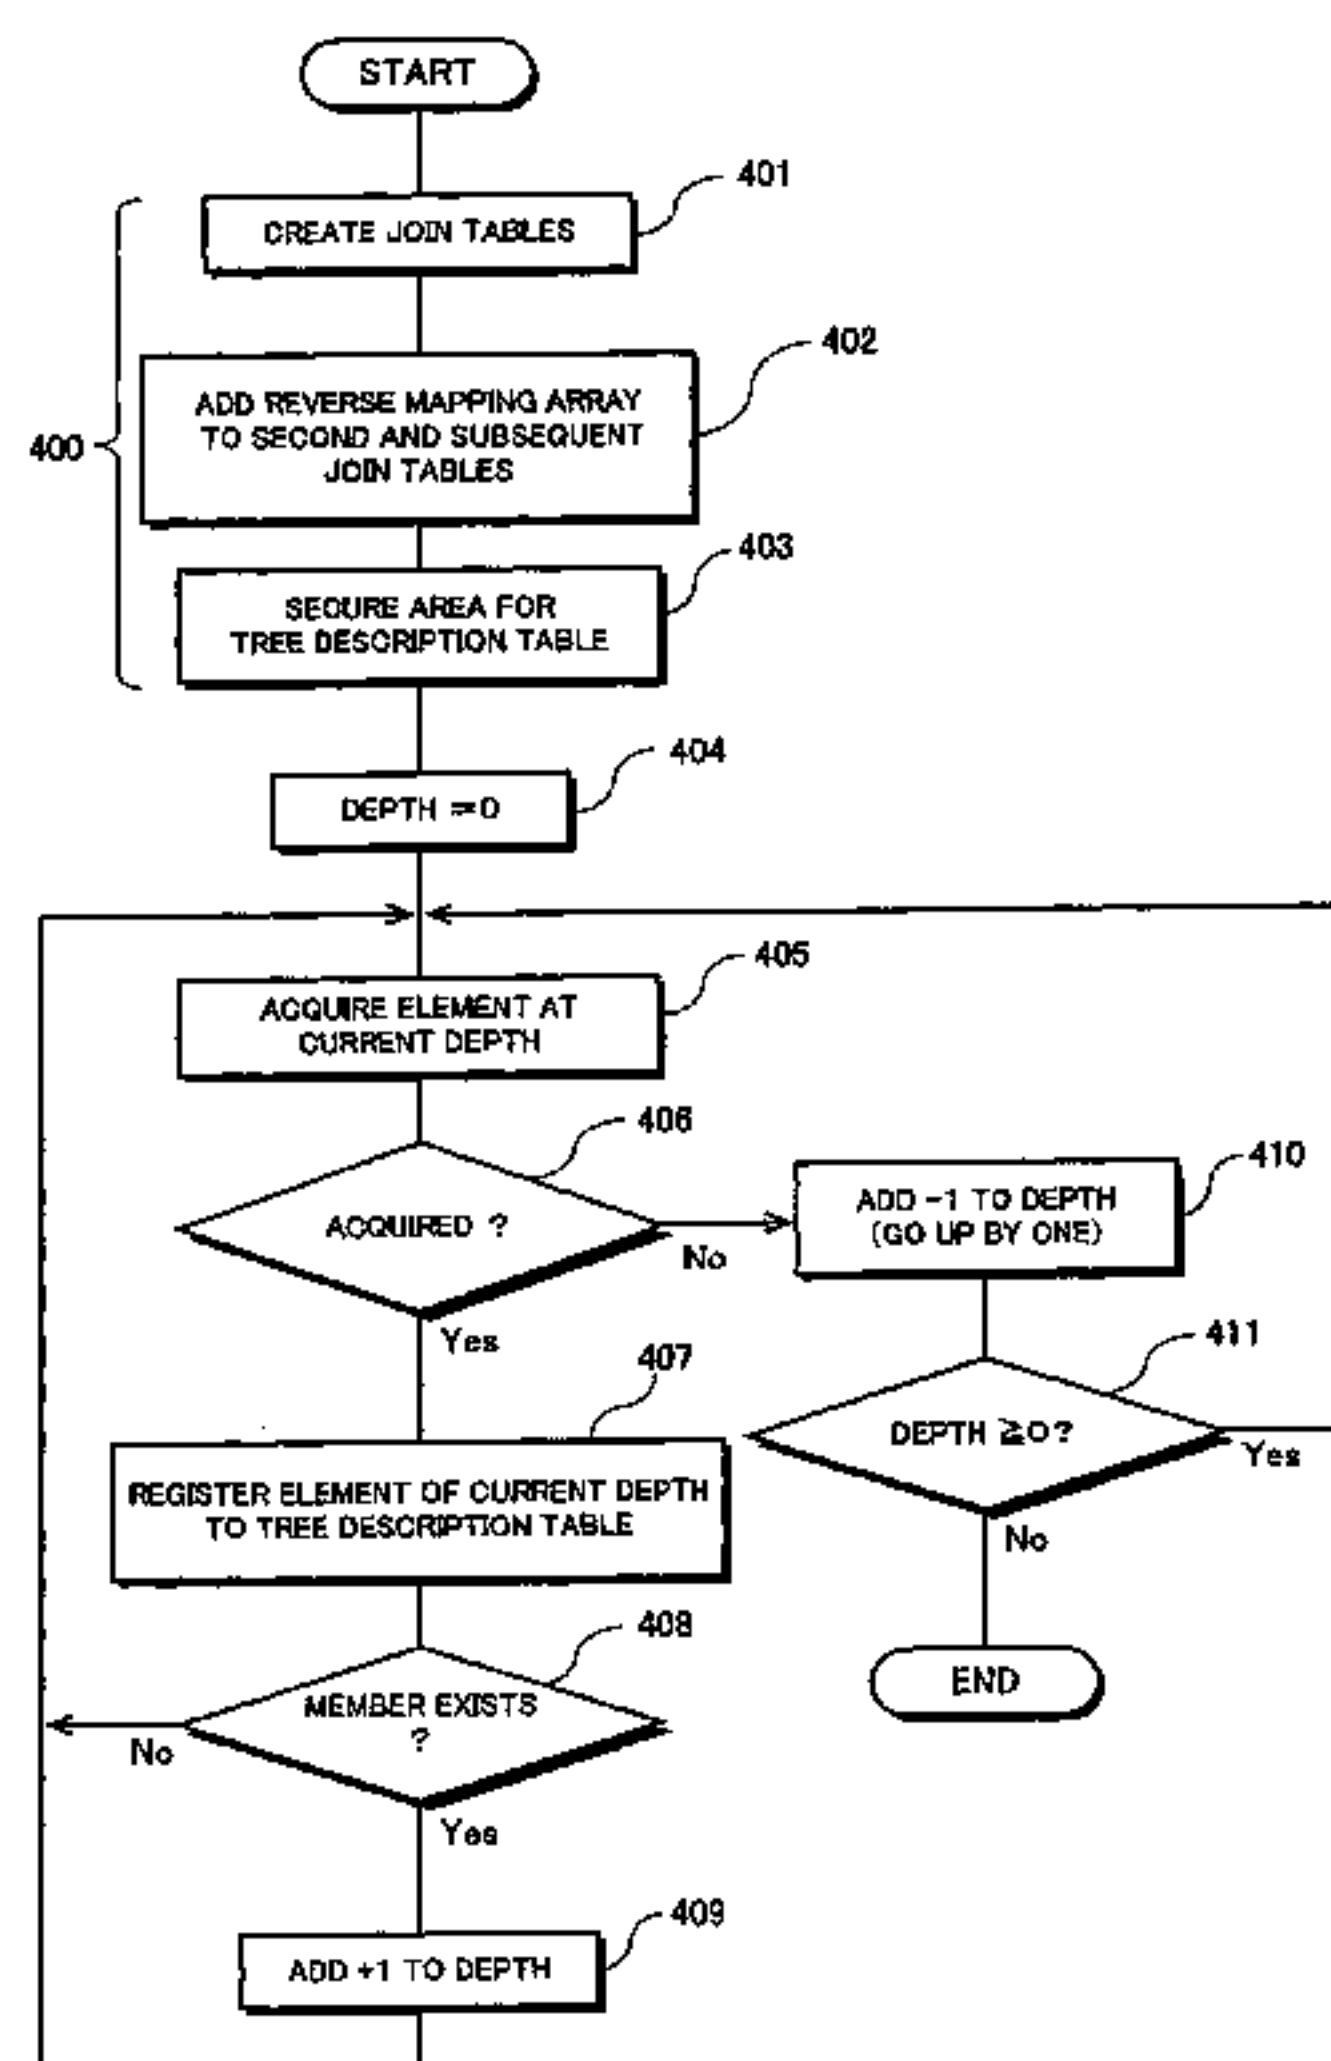 START
401
CREATE JOIN TABLES
402
ADD REVERSE MAPPING ARRAY
TO SECOND AND SUBSEQUENT
JOIN TABLES
400
403
SECURE AREA FOR
TREE DESCRIPTION TABLE
404
DEPTH =0
405
ACQUIRE ELEMENT AT
CURRENT DEPTH
406
ACQUIRED ?
No
Yes
410
ADD -1 TO DEPTH
(GO UP BY ONE)
411
DEPTH ≧0?
Yes
No
407
REGISTER ELEMENT OF CURRENT DEPTH
TO TREE DESCRIPTION TABLE
408
MEMBER EXISTS
?
No
Yes
END
409
ADD +1 TO DEPTH